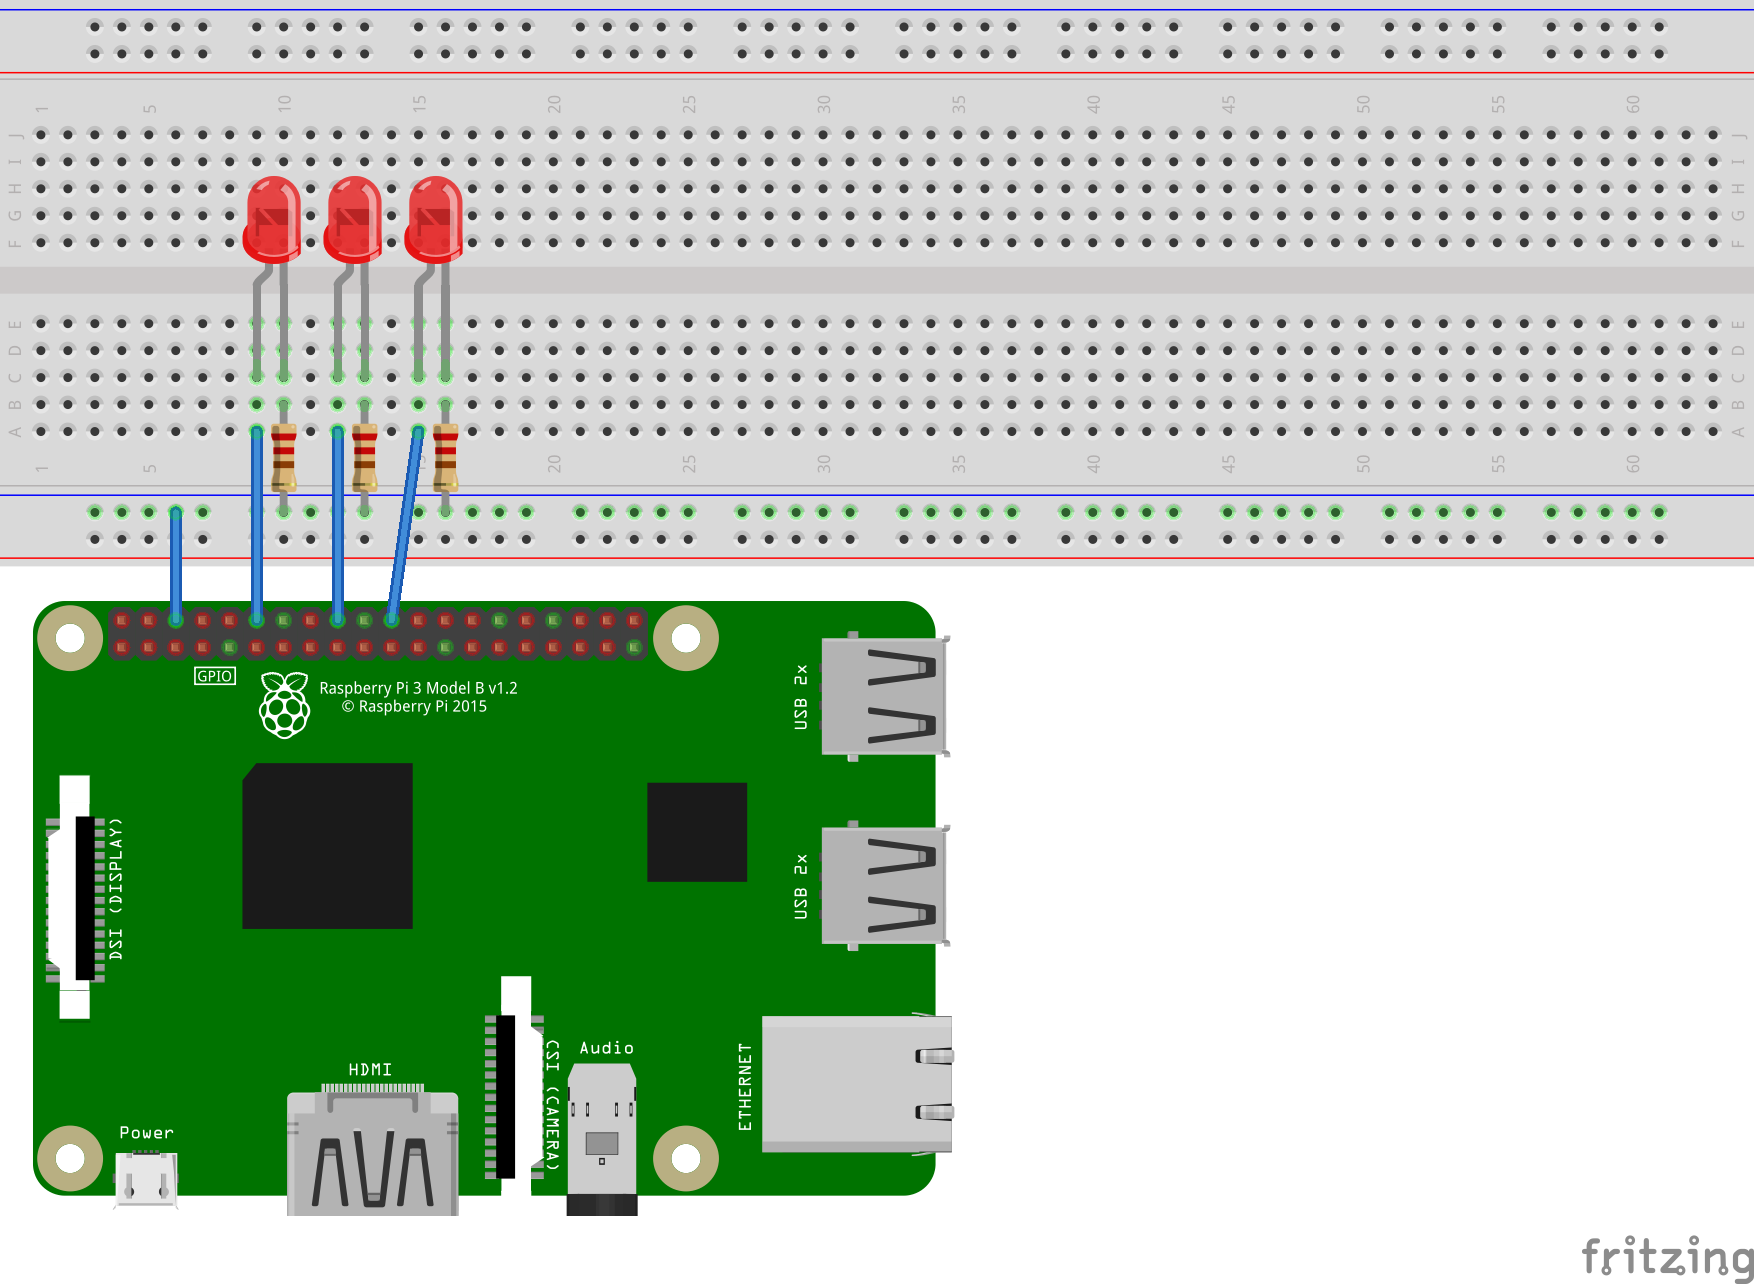 1 5 10 15 20 25 30 35 40 45 50 55 60
J J
I I
H H
G G
F F
E E
D D
C C
B B
A A
1 5 20 25 30 35 40 45 50 55 60
GPIO
Raspberry Pi 3 Model B v1.2
© Raspberry Pi 2015
USB 2x
DSI (DISPLAY)
USB 2x
ETHERNET
CSI (CAMERA)
Audio
HDMI
Power
fritzing